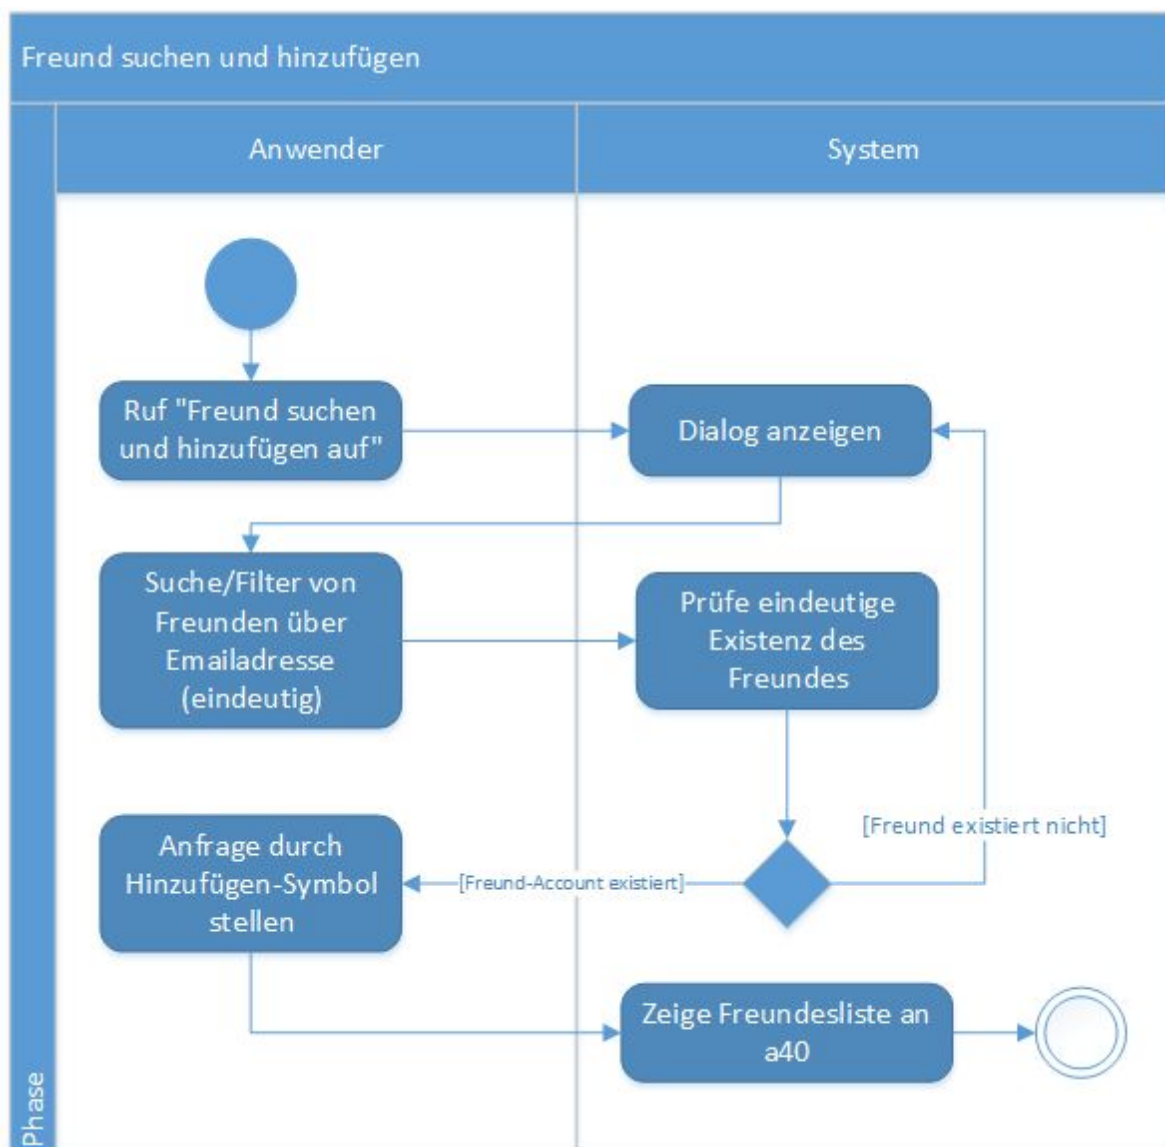 Freund suchen und hinzufügen
Anwender
System
Ruf "Freund suchen
und hinzufügen auf"
Dialog anzeigen
Suche/Filter von
Freunden über
Emailadresse
(eindeutig)
Prüfe eindeutige
Existenz des
Freundes
[Freund existiert nicht]
[Freund-Account existiert]
Anfrage durch
Hinzufügen-Symbol
stellen
Zeige Freundesliste an
a40
Phase